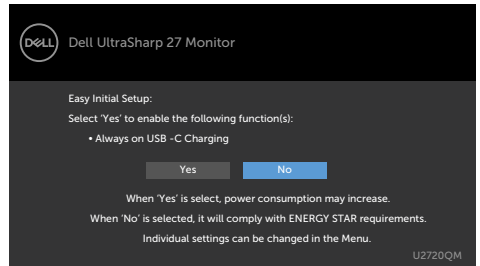 DELL
Dell UltraSharp 27 Monitor
Easy Initial Setup:
Select ‘Yes’ to enable the following function(s):
• Always on USB -C Charging
Yes No
When ‘Yes’ is select, power consumption may increase.
When ‘No’ is selected, it will comply with ENERGY STAR requirements.
Individual settings can be changed in the Menu.
U2720QM